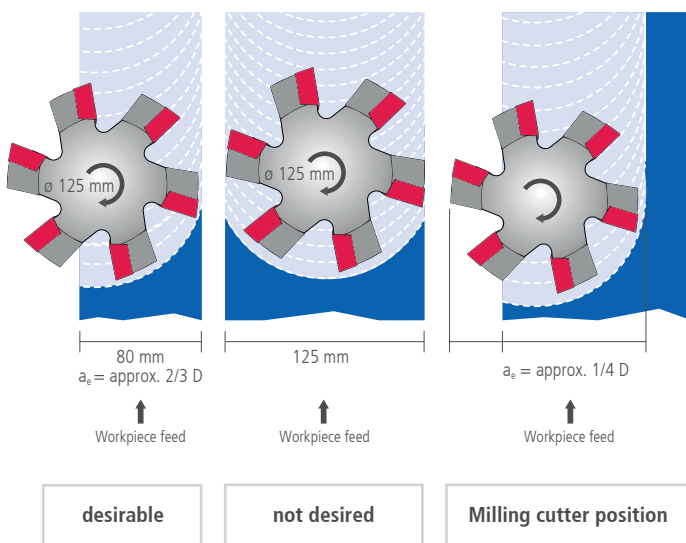 ø 125 mm
ø 125 mm
80 mm
aₑ = approx. 2/3 D
125 mm
aₑ = approx. 1/4 D
Workpiece feed
Workpiece feed
Workpiece feed
desirable
not desired
Milling cutter position